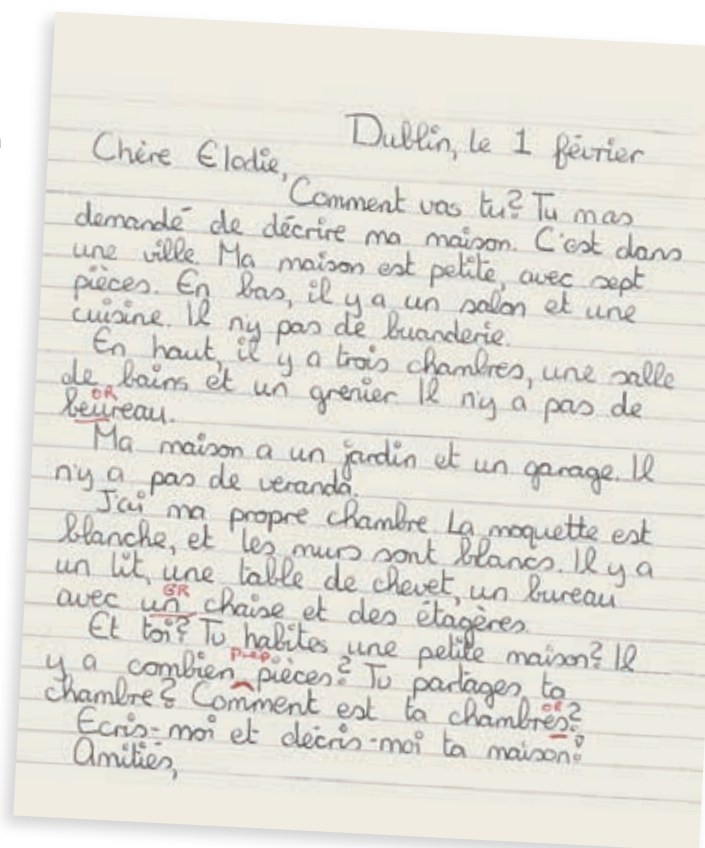 Dublin, le 1 février
Chère Elodie,
Comment vas tu? Tu mas
demandé de décrire ma maison. C'est dans
une ville. Ma maison est petite, avec sept
pièces. En bas, il y a un salon et une
cuisine. Il ny pas de buanderie.
En haut, il y a trois chambres, une salle
de bains et un grenier. Il n'y a pas de
OR
beureau.
Ma maison a un jardin et un garage. Il
n'y a pas de veranda.
J'ai ma propre chambre La moquette est
blanche, et les murs sont blancs. Il y a
un lit, une table de chevet, un bureau
GR
avec un chaise et des étagères.
Et toi? Tu habites une petite maison? Il
prep
y a combien pièces? Tu partages ta
OR
chambre? Comment est ta chambres?
Ecris-moi et décris-moi ta maison!
Amitiés,